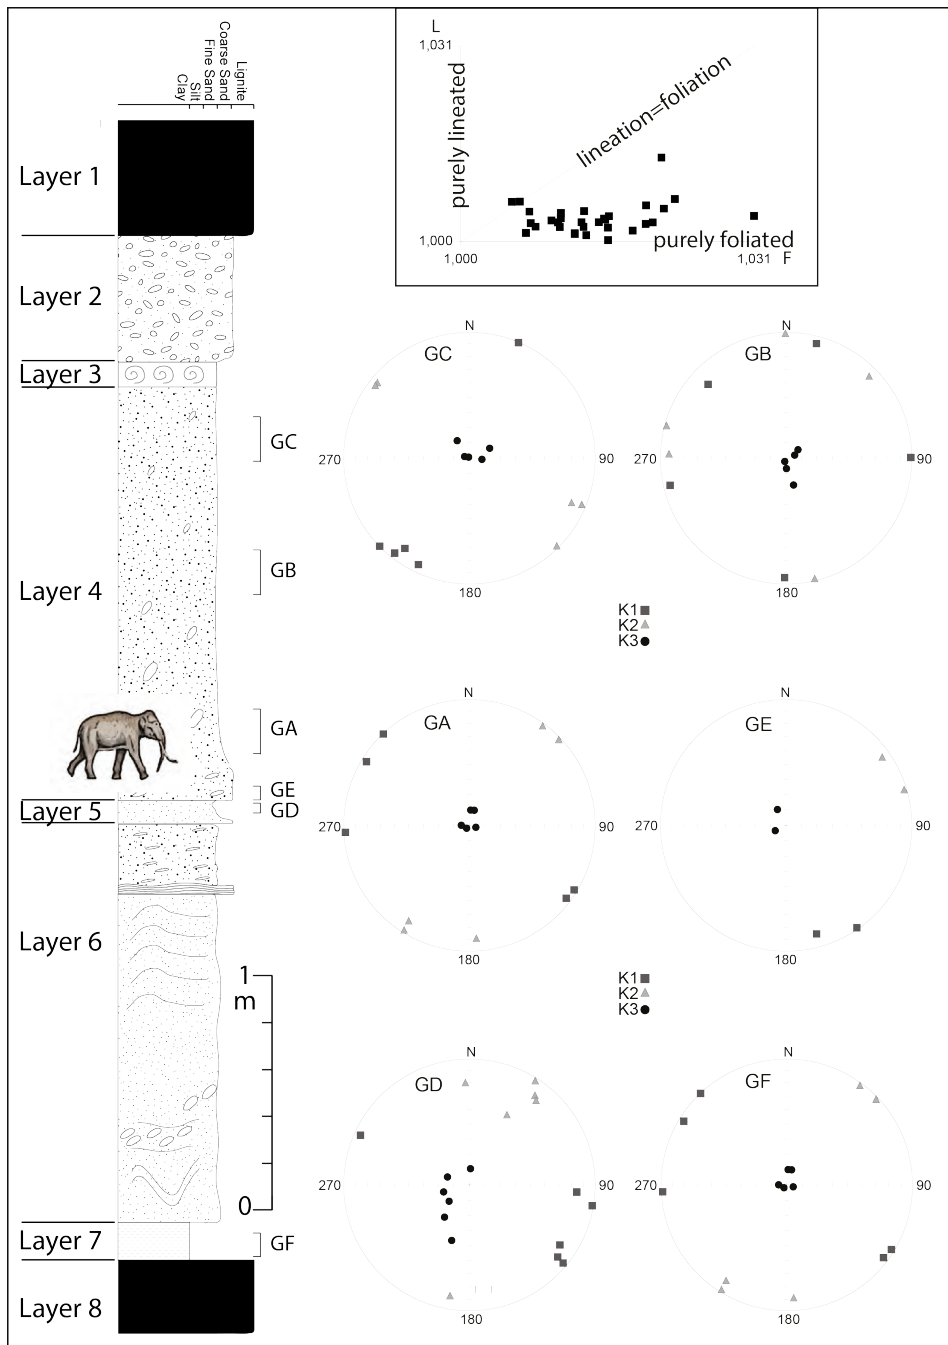 Clay
Silt
Fine Sand
Coarse Sand
Lignite
Layer 1
Layer 2
Layer 3
Layer 4
Layer 5
Layer 6
Layer 7
Layer 8
GC
GB
GA
GE
GD
GF
1
m
0
L
1,031
purely lineated
lineation=foliation
1,000
purely foliated
1,000
1,031 F
N
GC
270
90
180
N
GB
270
90
180
K1
K2
K3
N
GA
270
90
180
N
GE
270
90
180
K1
K2
K3
N
GD
270
90
180
N
GF
270
90
180